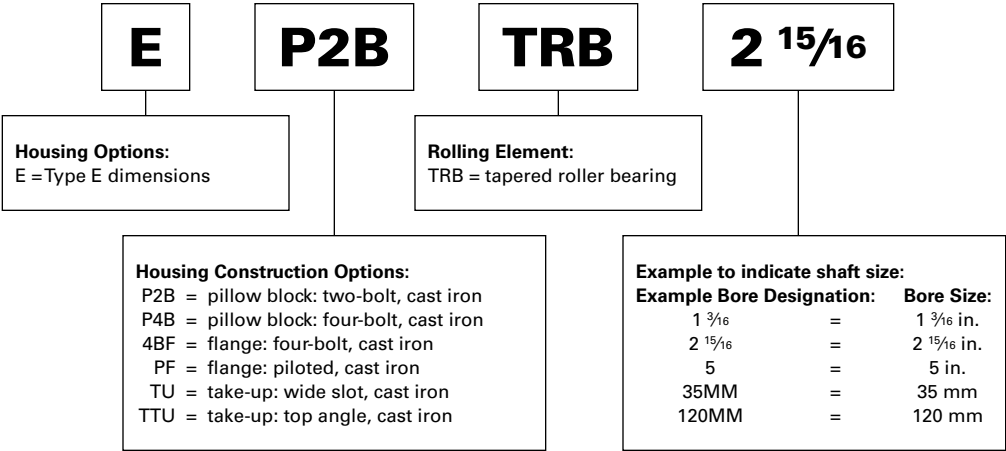 E P2B TRB 2 15/16
Housing Options:
E = Type E dimensions
Rolling Element:
TRB = tapered roller bearing
Housing Construction Options:
P2B = pillow block: two-bolt, cast iron
P4B = pillow block: four-bolt, cast iron
4BF = flange: four-bolt, cast iron
PF = flange: piloted, cast iron
TU = take-up: wide slot, cast iron
TTU = take-up: top angle, cast iron
Example to indicate shaft size:
Example Bore Designation: Bore Size:
1 3/16 = 1 3/16 in.
2 15/16 = 2 15/16 in.
5 = 5 in.
35MM = 35 mm
120MM = 120 mm